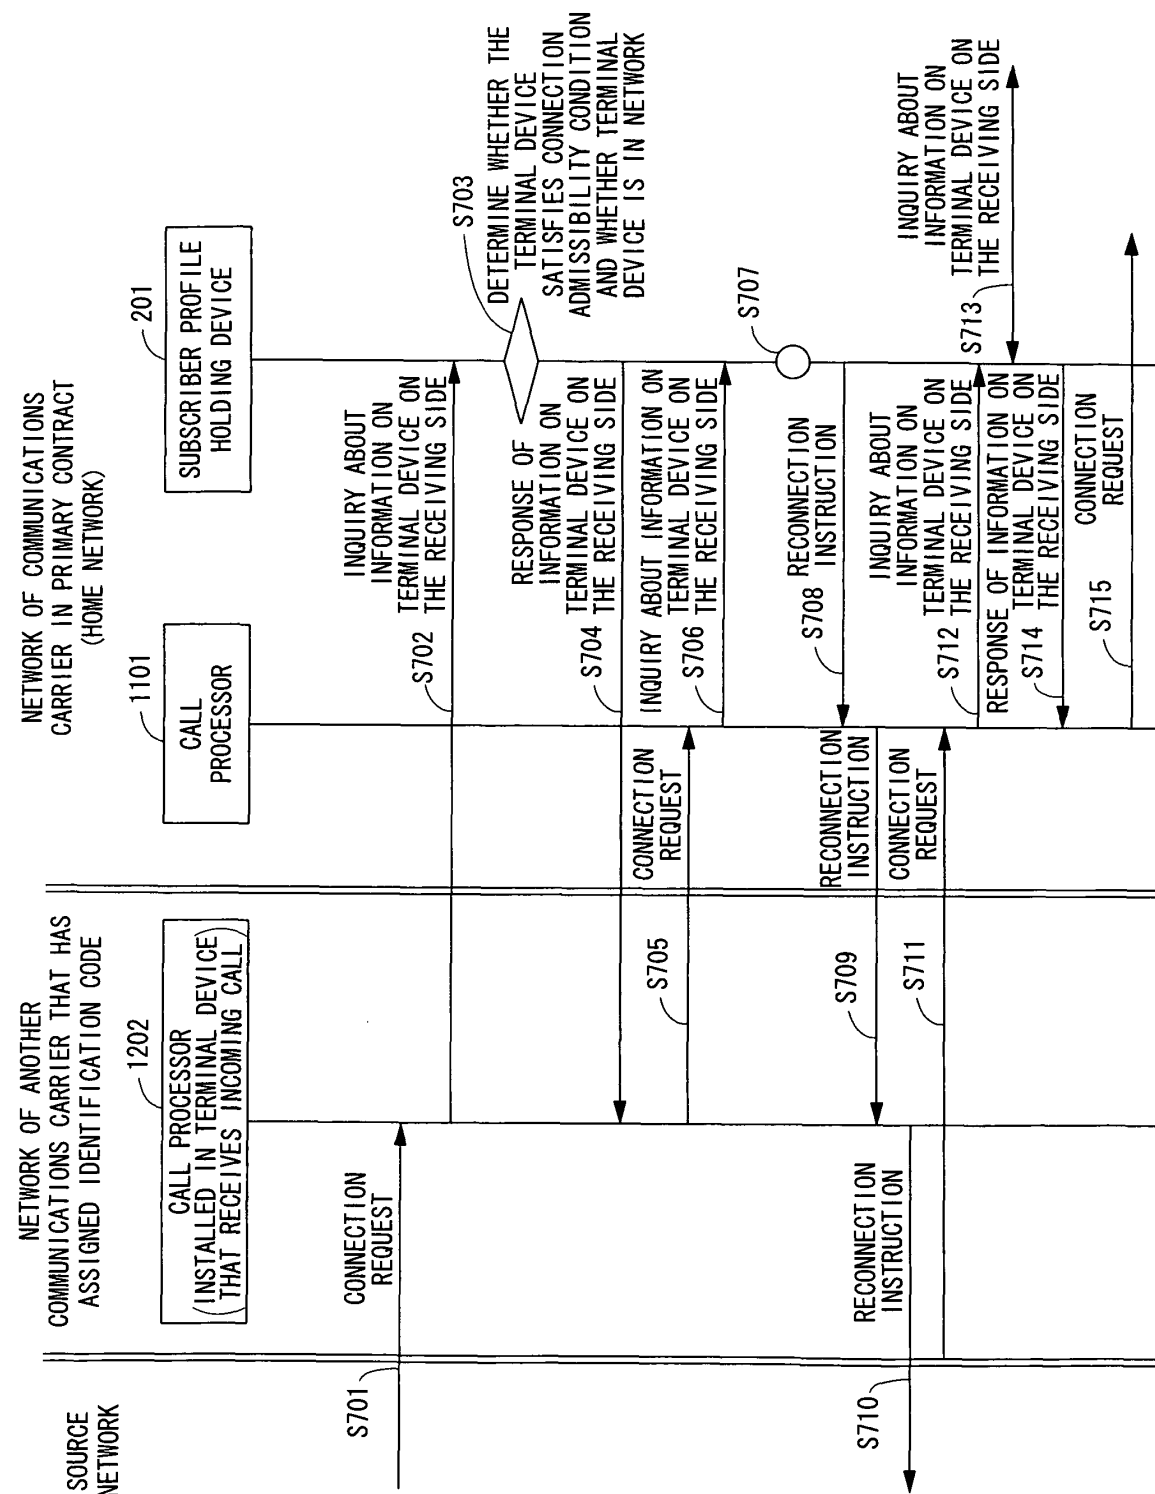 SOURCE
NETWORK
NETWORK OF ANOTHER
COMMUNICATIONS CARRIER THAT HAS
ASSIGNED IDENTIFICATION CODE
NETWORK OF COMMUNICATIONS
CARRIER IN PRIMARY CONTRACT
(HOME NETWORK)
1202
CALL PROCESSOR
(INSTALLED IN TERMINAL DEVICE
THAT RECEIVES INCOMING CALL)
1101
CALL
PROCESSOR
201
SUBSCRIBER PROFILE
HOLDING DEVICE
S701
CONNECTION
REQUEST
S702
INQUIRY ABOUT
INFORMATION ON
TERMINAL DEVICE ON
THE RECEIVING SIDE
S703
DETERMINE WHETHER THE
TERMINAL DEVICE
SATISFIES CONNECTION
ADMISSIBILITY CONDITION
AND WHETHER TERMINAL
DEVICE IS IN NETWORK
RESPONSE OF
INFORMATION ON
TERMINAL DEVICE ON
THE RECEIVING SIDE
S704
S705
CONNECTION
REQUEST
INQUIRY ABOUT INFORMATION ON
TERMINAL DEVICE ON
THE RECEIVING SIDE
S706
S707
S708
RECONNECTION
INSTRUCTION
S709
RECONNECTION
INSTRUCTION
S710
RECONNECTION
INSTRUCTION
S711
CONNECTION
REQUEST
INQUIRY ABOUT
INFORMATION ON
TERMINAL DEVICE ON
THE RECEIVING SIDE
S712
S713
INQUIRY ABOUT
INFORMATION ON
TERMINAL DEVICE ON
THE RECEIVING SIDE
RESPONSE OF INFORMATION ON
TERMINAL DEVICE ON
THE RECEIVING SIDE
S714
S715
CONNECTION
REQUEST